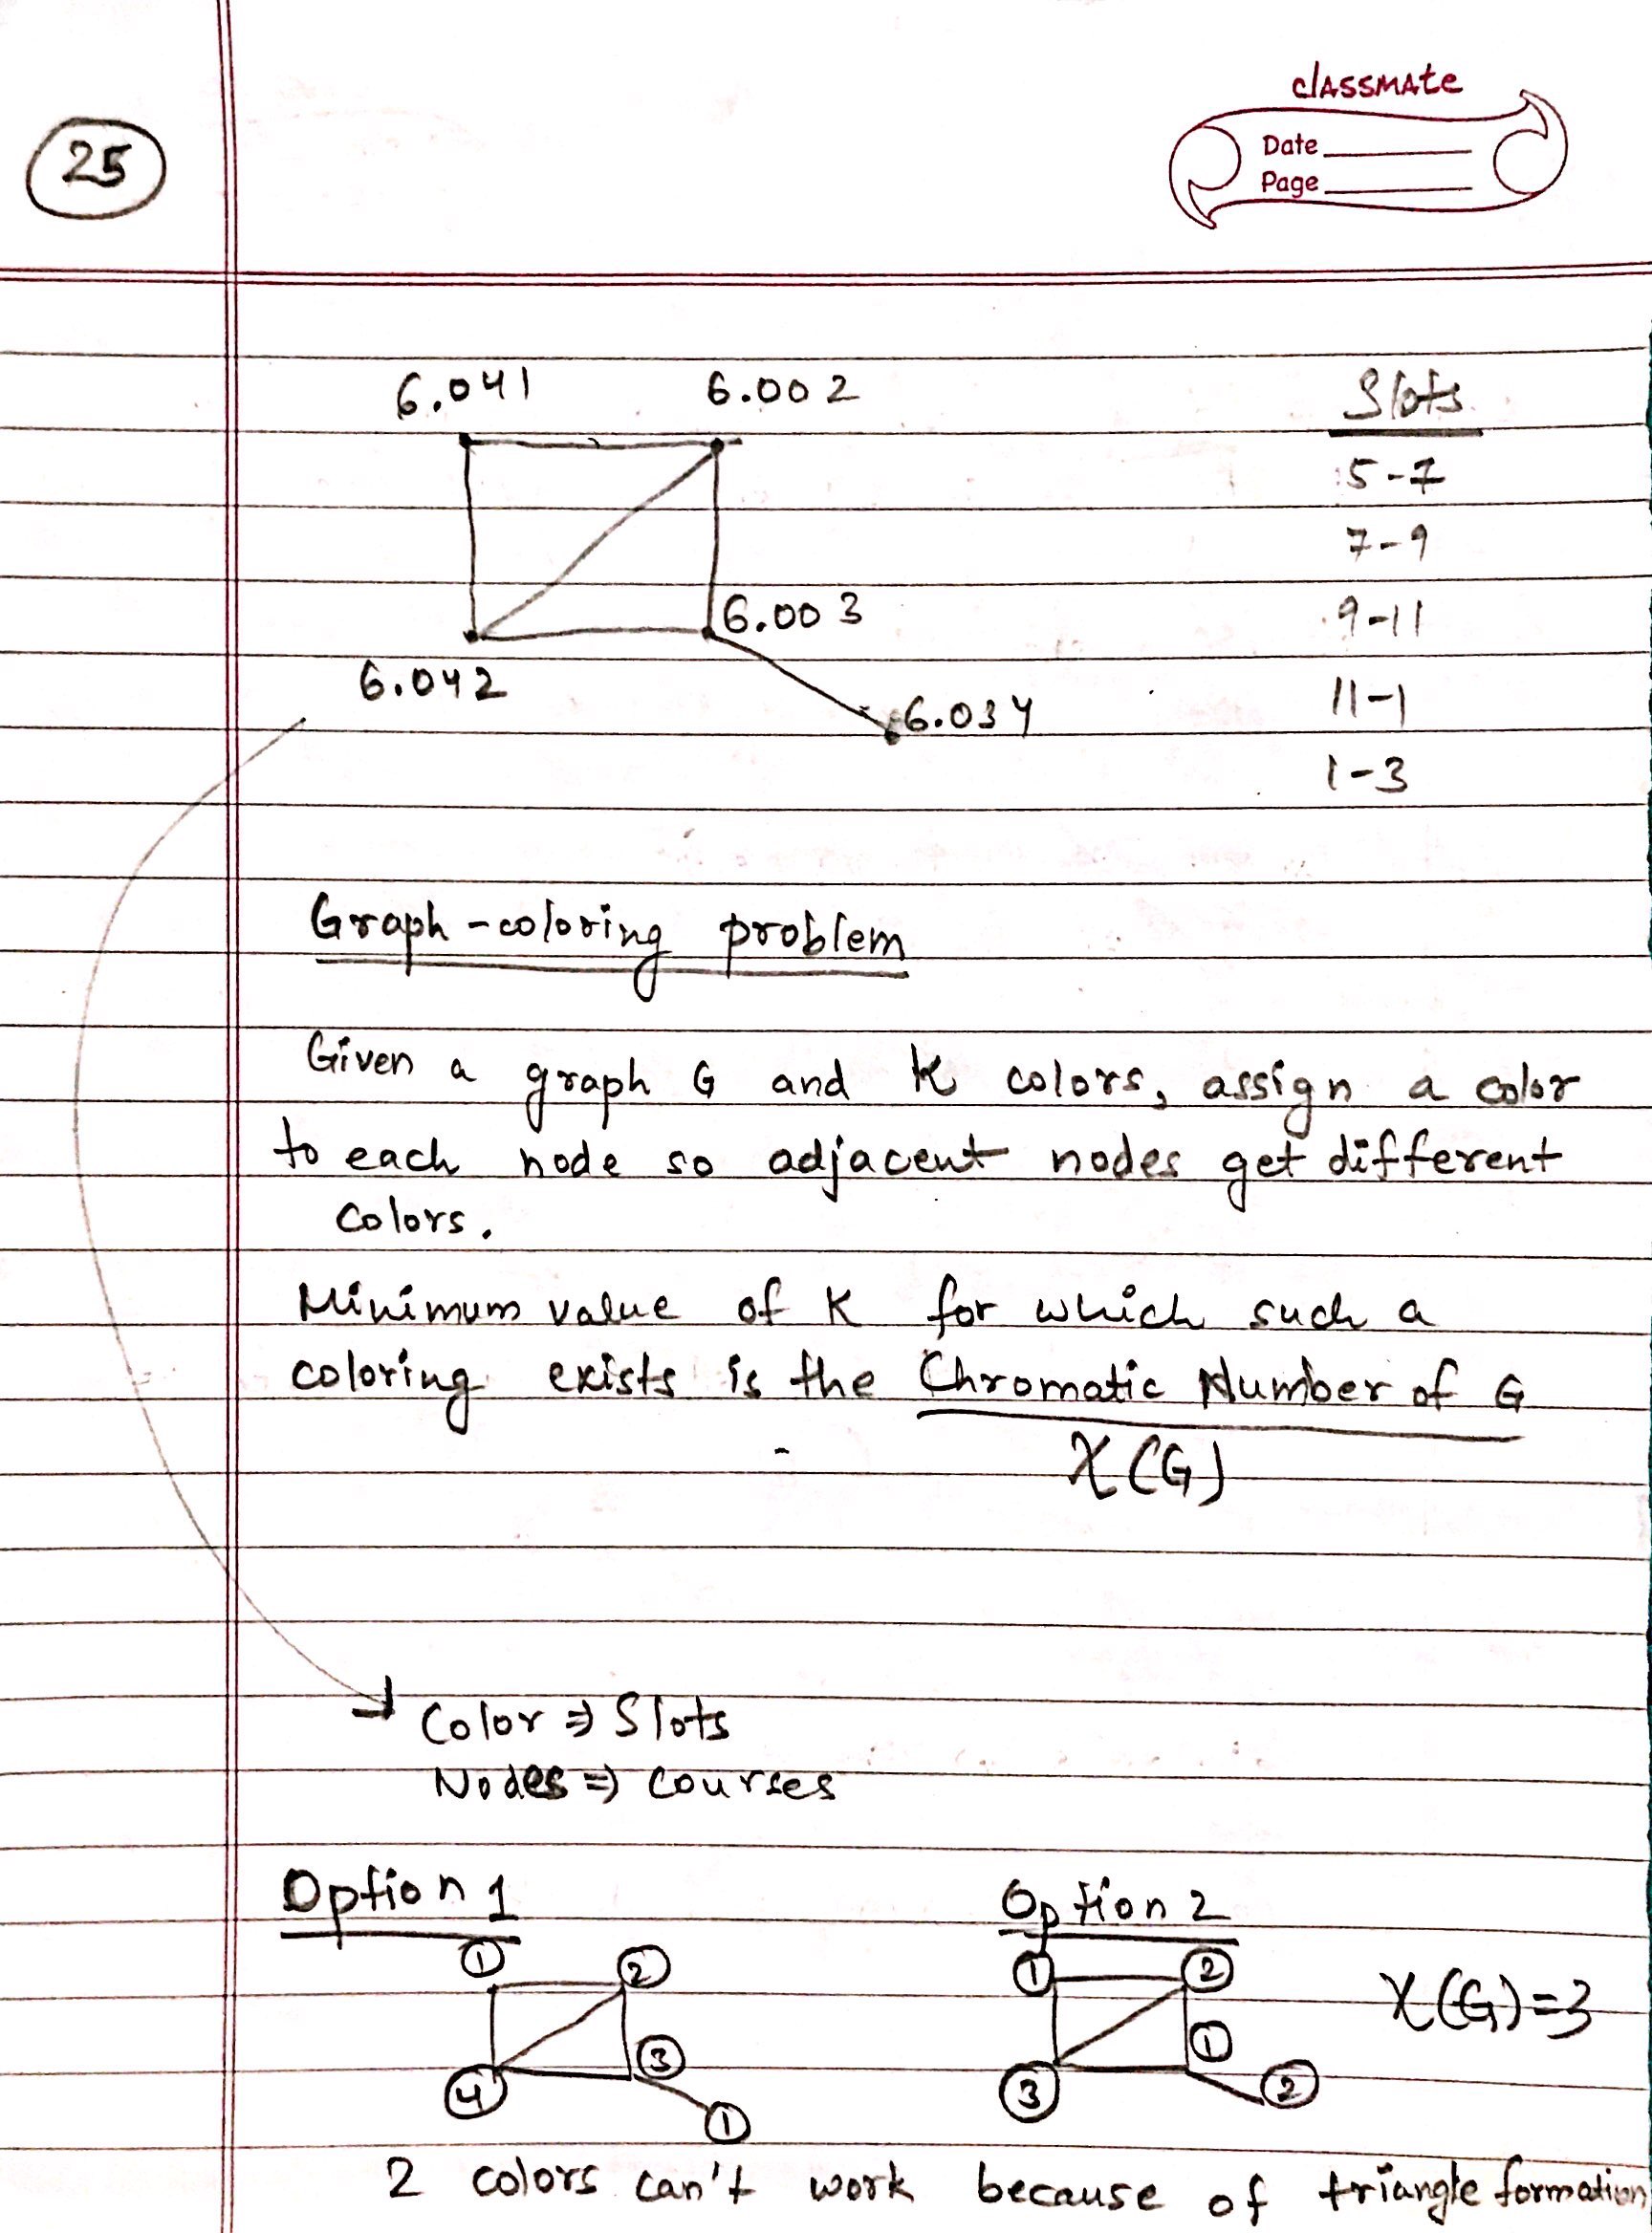 classmate
Date
Page
25
6.041 6.002 Slots
5-7
7-9
6.003 9-11
6.042 11-1
6.034
1-3
Graph-coloring problem
Given a graph G and K colors, assign a color
to each node so adjacent nodes get different
colors.
Minimum value of K for which such a
coloring exists is the Chromatic Number of G
χ(G)
Color ⇒ Slots
Nodes ⇒ Courses
Option 1 Option 2
1 2 1 2 χ(G)=3
3 1
4 3 2
1
2 colors can't work because of triangle formation